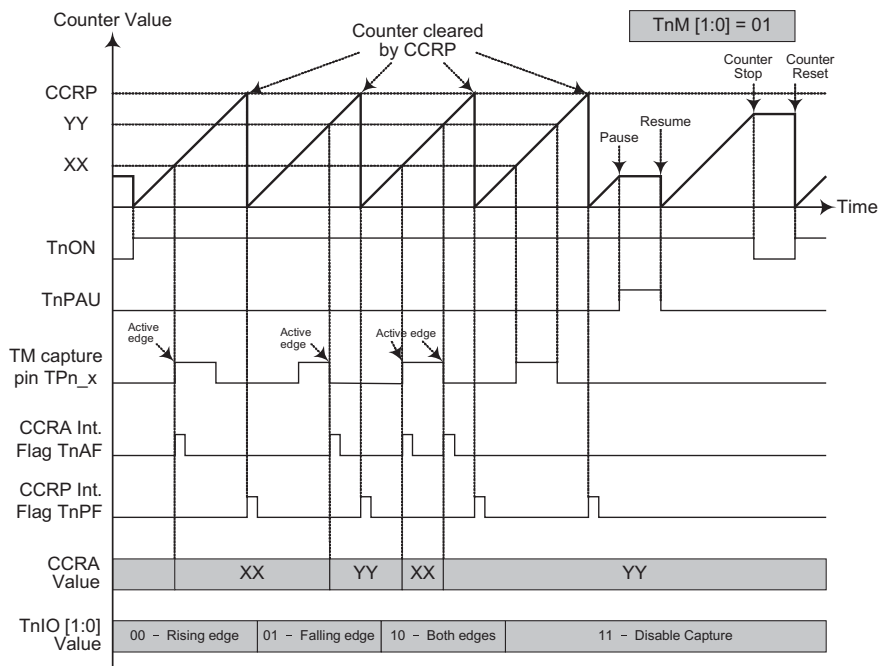 Counter Value
Counter cleared
by CCRP
TnM [1:0] = 01
Counter
Stop
Counter
Reset
CCRP
YY
XX
Pause
Resume
Time
TnON
TnPAU
Active
edge
Active
edge
Active edge
TM capture
pin TPn_x
CCRA Int.
Flag TnAF
CCRP Int.
Flag TnPF
CCRA
Value
XX
YY
XX
YY
TnIO [1:0]
Value
00 – Rising edge
01 – Falling edge
10 – Both edges
11 – Disable Capture